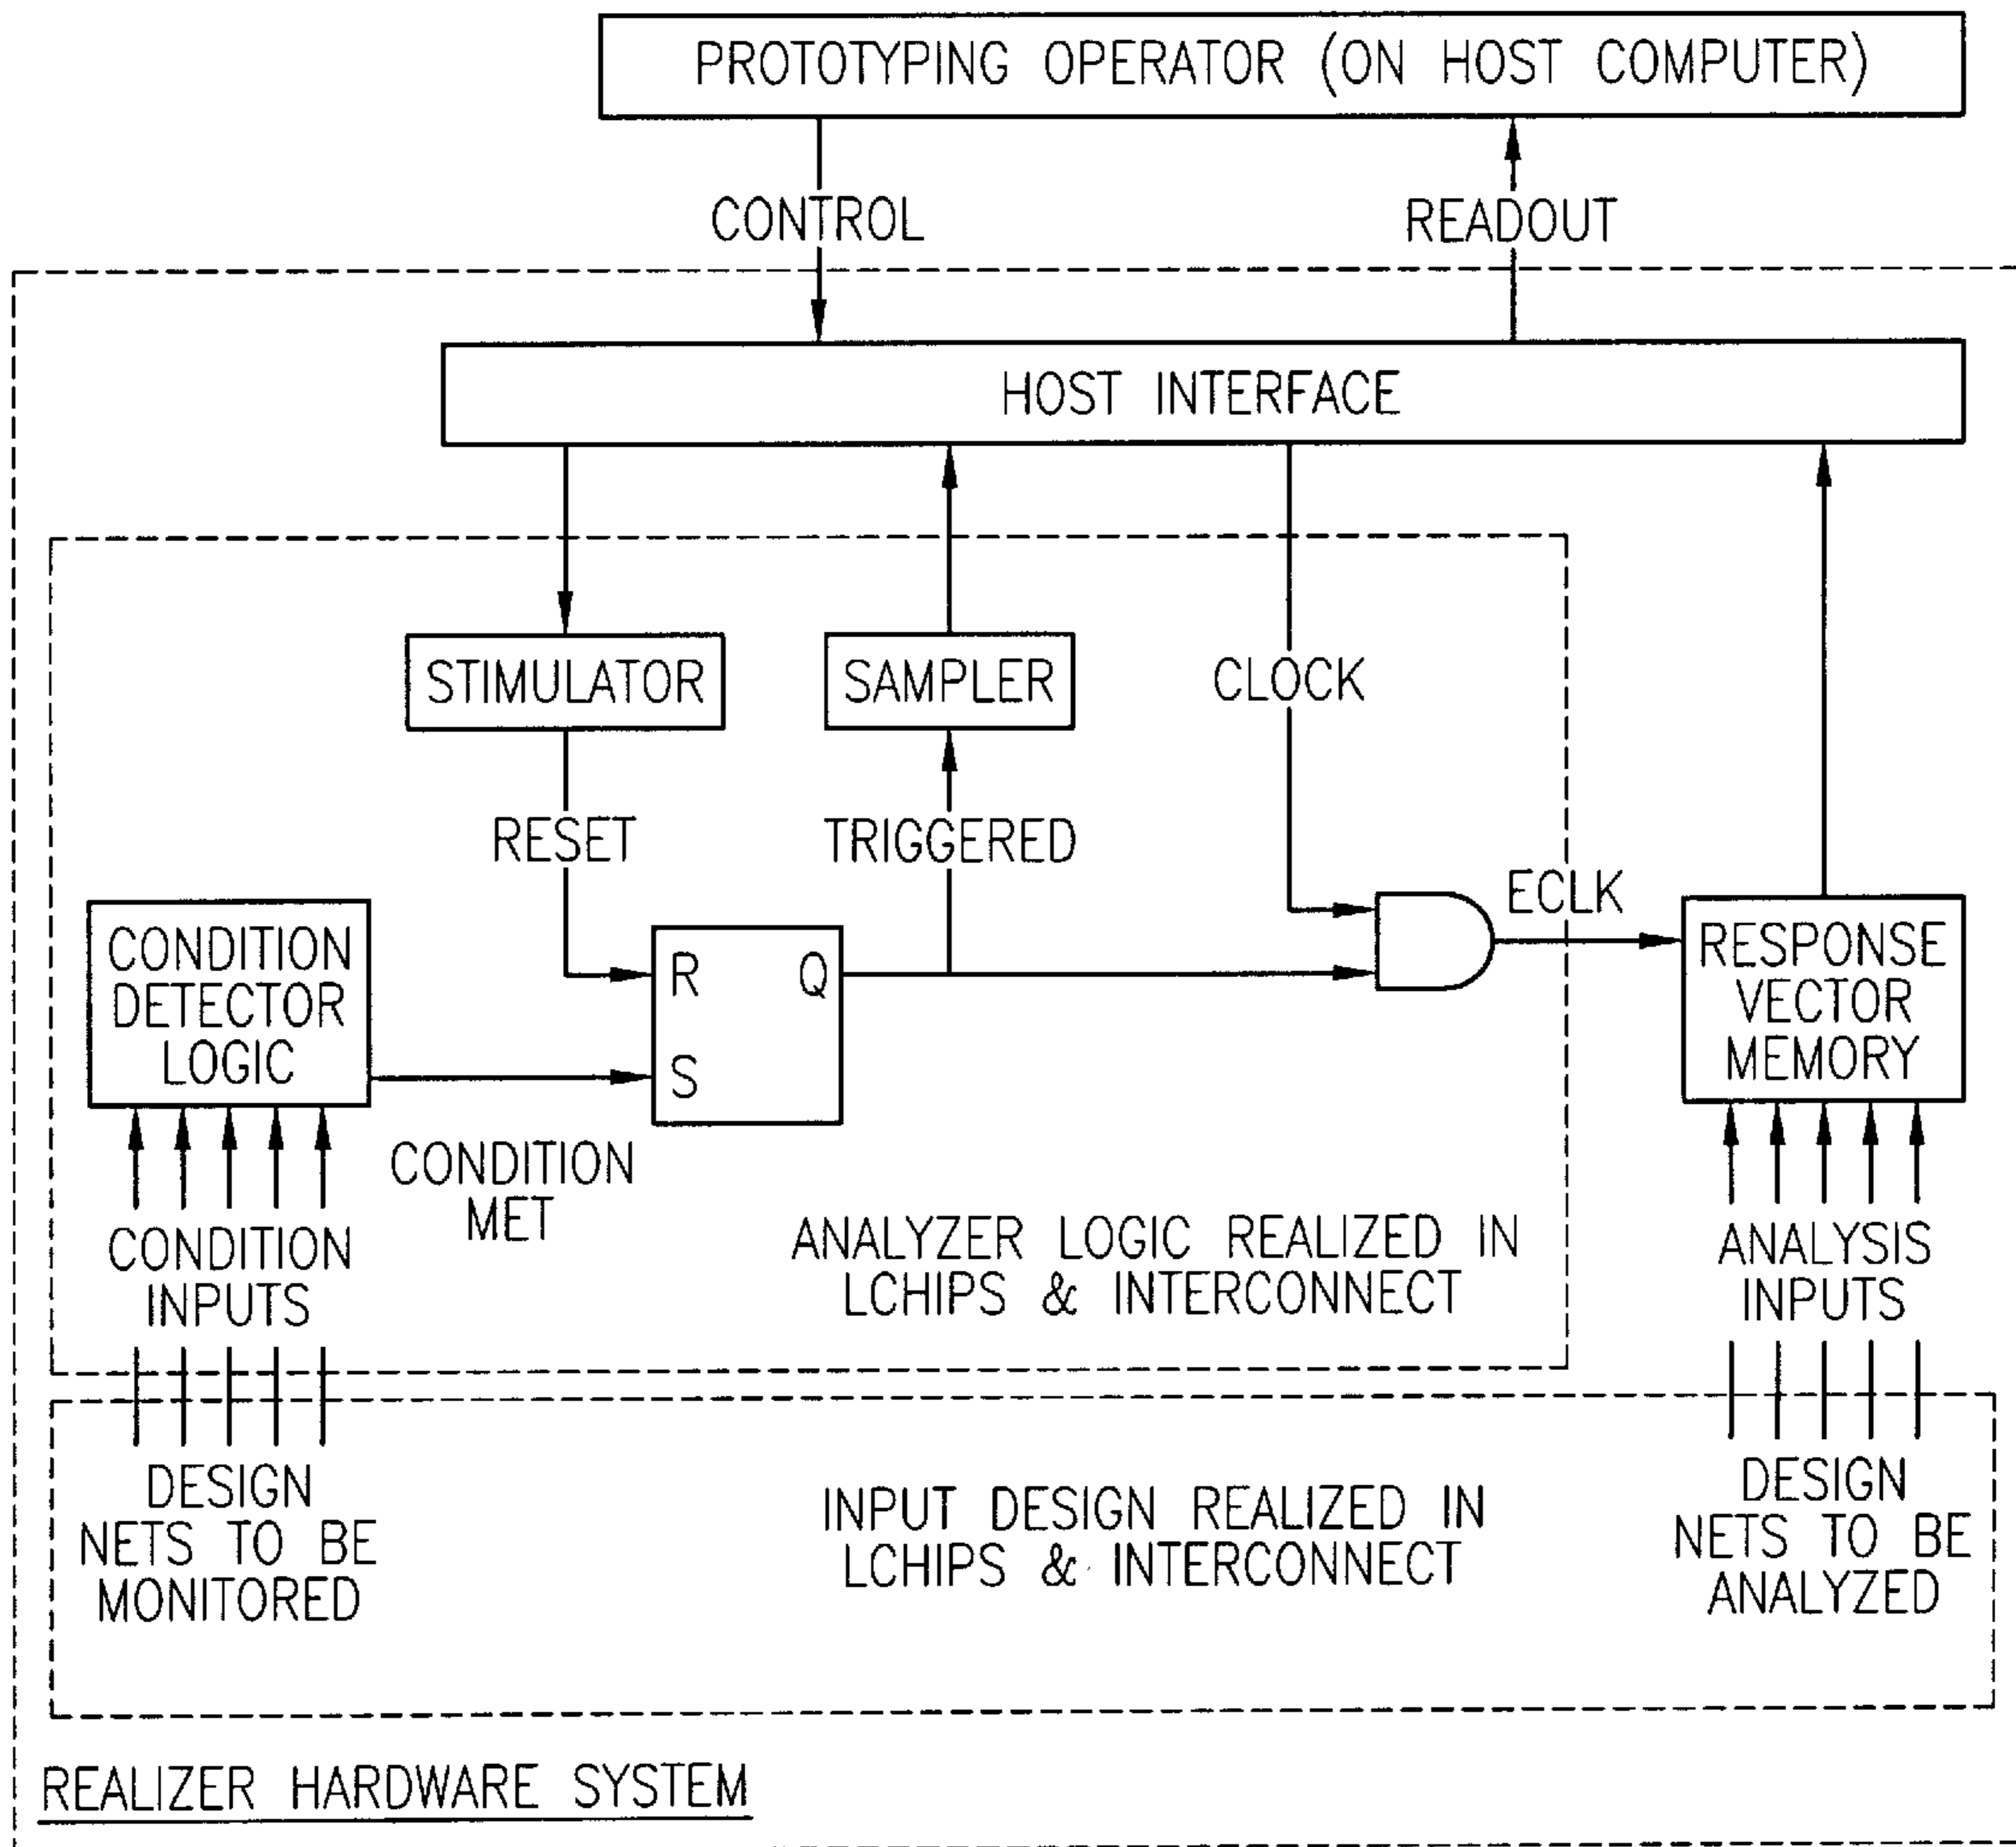 PROTOTYPING OPERATOR (ON HOST COMPUTER)
CONTROL
READOUT
HOST INTERFACE
STIMULATOR
SAMPLER
CLOCK
RESET
TRIGGERED
ECLK
CONDITION
DETECTOR
LOGIC
R
Q
S
RESPONSE
VECTOR
MEMORY
CONDITION
MET
CONDITION
INPUTS
ANALYZER LOGIC REALIZED IN
LCHIPS & INTERCONNECT
ANALYSIS
INPUTS
DESIGN
NETS TO BE
MONITORED
INPUT DESIGN REALIZED IN
LCHIPS & INTERCONNECT
DESIGN
NETS TO BE
ANALYZED
REALIZER HARDWARE SYSTEM